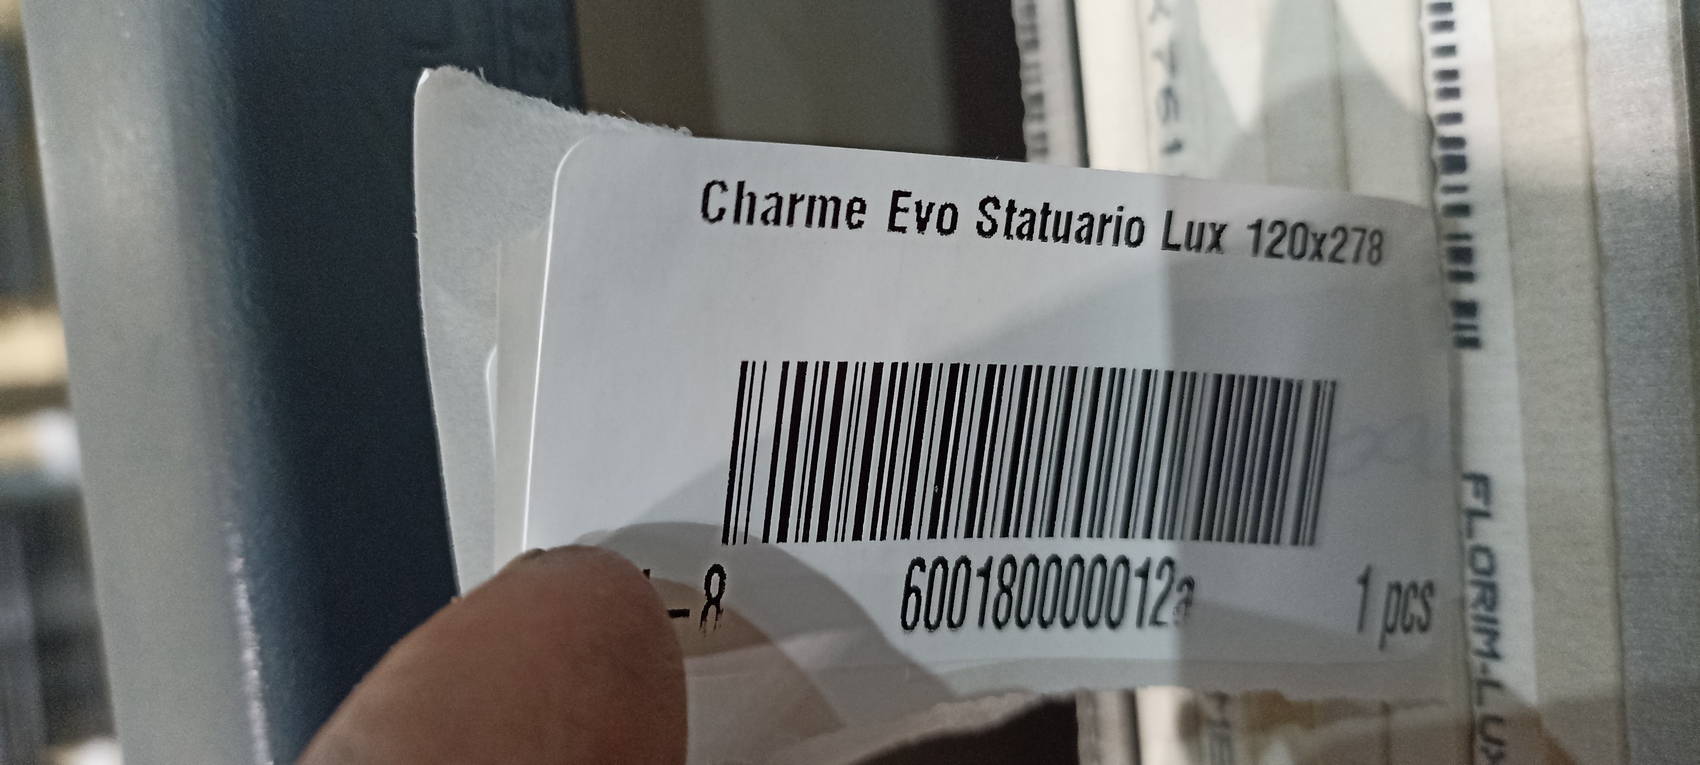 Charme Evo Statuario Lux 120x278
-8
600180000012a
1 pcs
FLORIM-LUX